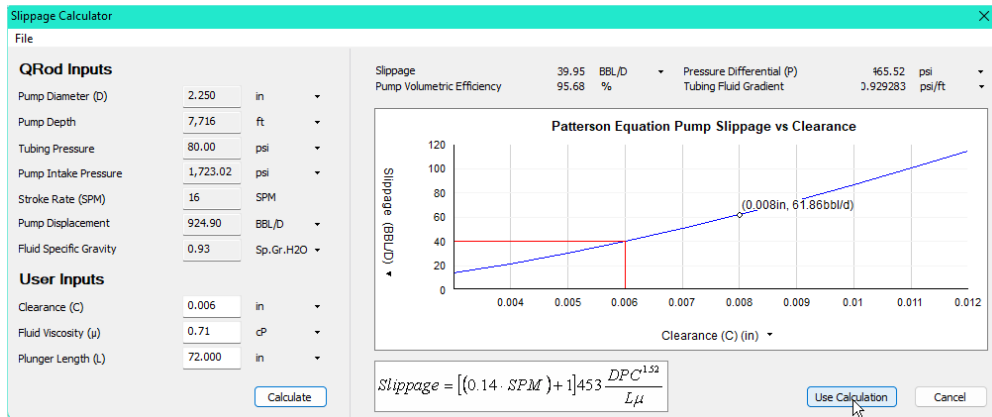 Slippage Calculator
File
QRod Inputs
Pump Diameter (D) 2.250 in
Pump Depth 7,716 ft
Tubing Pressure 80.00 psi
Pump Intake Pressure 1,723.02 psi
Stroke Rate (SPM) 16 SPM
Pump Displacement 924.90 BBL/D
Fluid Specific Gravity 0.93 Sp.Gr.H2O
User Inputs
Clearance (C) 0.006 in
Fluid Viscosity (µ) 0.71 cP
Plunger Length (L) 72.000 in
Calculate
Slippage 39.95 BBL/D Pressure Differential (P) psi
Pump Volumetric Efficiency 95.68 % Tubing Fluid Gradient psi/ft
Patterson Equation Pump Slippage vs Clearance
Slippage (BBL/D)
120
100
80
60
40
20
0
(0.008in, 61.86bbl/d)
0.004 0.005 0.006 0.007 0.008 0.009 0.01 0.011 0.012
Clearance (C) (in)
Slippage = [(0.14 · SPM) + 1]453 DPC^1.52 / Lµ
Use Calculation Cancel